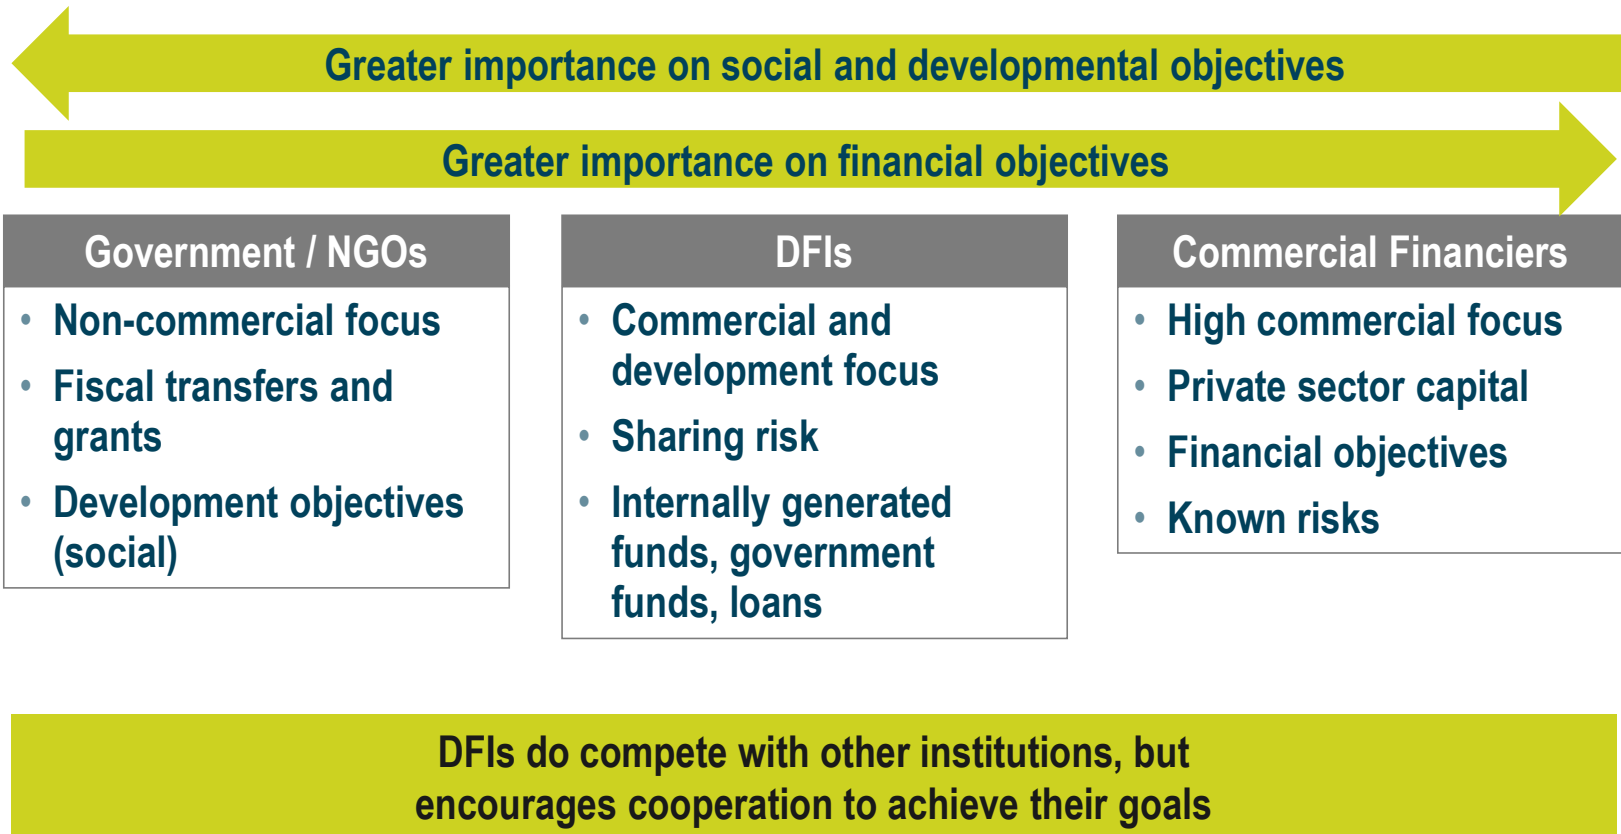 Greater importance on social and developmental objectives
Greater importance on financial objectives
Government / NGOs
• Non-commercial focus
• Fiscal transfers and
grants
• Development objectives
(social)
DFIs
• Commercial and
development focus
• Sharing risk
• Internally generated
funds, government
funds, loans
Commercial Financiers
• High commercial focus
• Private sector capital
• Financial objectives
• Known risks
DFIs do compete with other institutions, but
encourages cooperation to achieve their goals